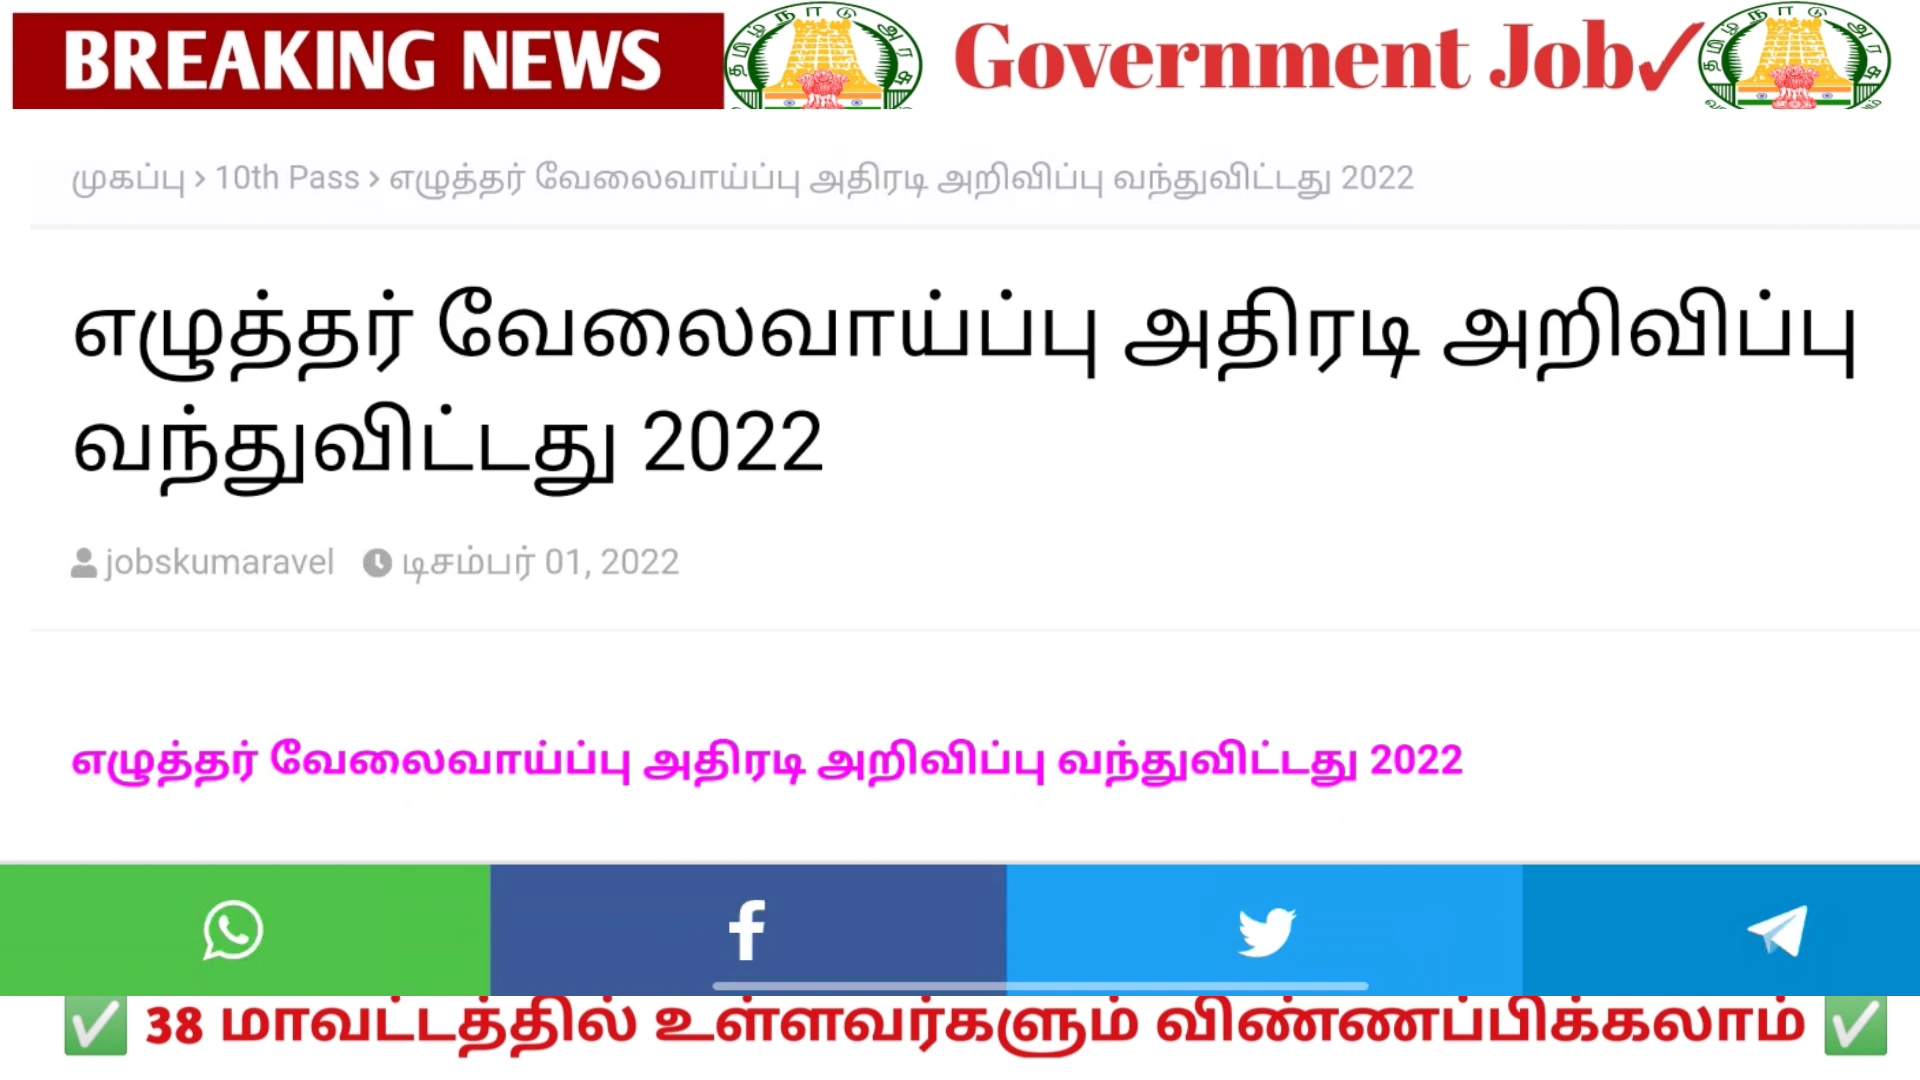 BREAKING NEWS
Government Job✓
முகப்பு › 10th Pass › எழுத்தர் வேலைவாய்ப்பு அதிரடி அறிவிப்பு வந்துவிட்டது 2022
எழுத்தர் வேலைவாய்ப்பு அதிரடி அறிவிப்பு
வந்துவிட்டது 2022
jobskumaravel டிசம்பர் 01, 2022
எழுத்தர் வேலைவாய்ப்பு அதிரடி அறிவிப்பு வந்துவிட்டது 2022
✅ 38 மாவட்டத்தில் உள்ளவர்களும் விண்ணப்பிக்கலாம் ✅